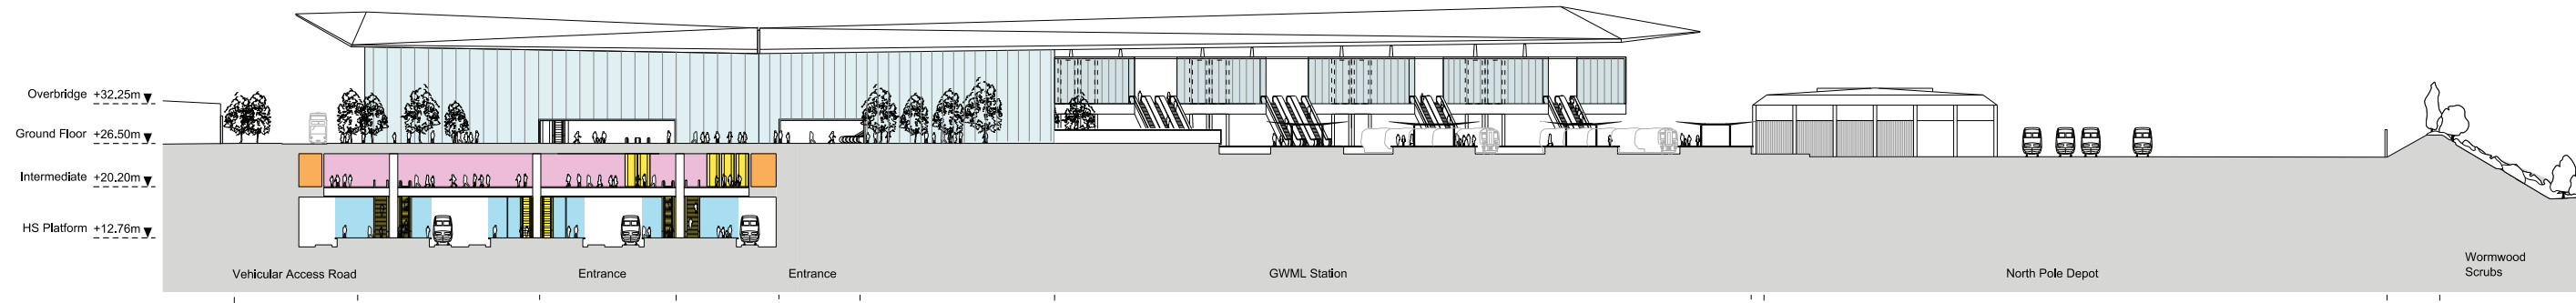 Overbridge +32.25m
Ground Floor +26.50m
Intermediate +20.20m
HS Platform +12.76m
Vehicular Access Road
Entrance
Entrance
GWML Station
North Pole Depot
Wormwood
Scrubs